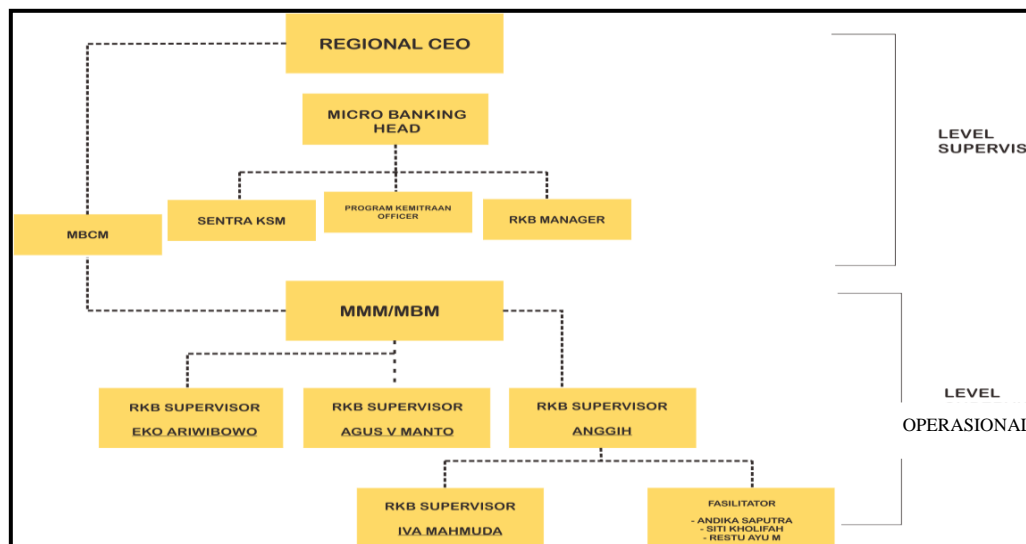 REGIONAL CEO
MICRO BANKING
HEAD
LEVEL
SUPERVIS
SENTRA KSM
PROGRAM KEMITRAAN
OFFICER
RKB MANAGER
MBCM
MMM/MBM
RKB SUPERVISOR
EKO ARIWIBOWO
RKB SUPERVISOR
AGUS V MANTO
RKB SUPERVISOR
ANGGIH
LEVEL
OPERASIONAL
RKB SUPERVISOR
IVA MAHMUDA
FASILITATOR
- ANDIKA SAPUTRA
- SITI KHOLIFAH
- RESTU AYU M